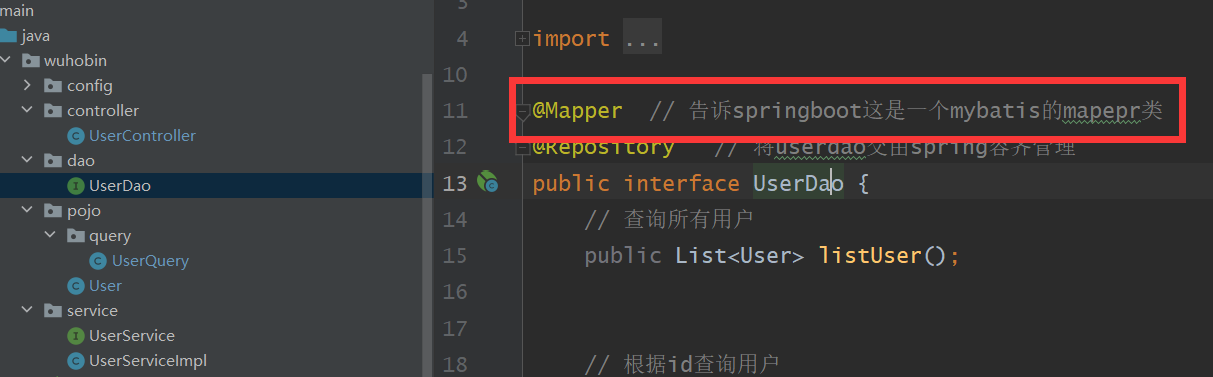 main
java
wuhobin
config
controller
UserController
dao
UserDao
pojo
query
UserQuery
User
service
UserService
UserServiceImpl
3
4 import ...
10
11 @Mapper // 告诉springboot这是一个mybatis的mapepr类
12 @Repository // 将userdao交由spring容器管理
13 public interface UserDao {
14 // 查询所有用户
15 public List<User> listUser();
16
17
18 // 根据id查询用户